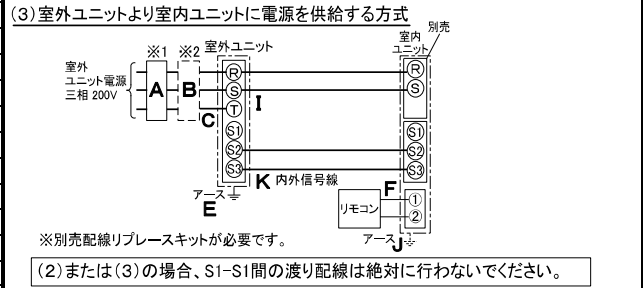 (3)室外ユニットより室内ユニットに電源を供給する方式
※1 ※2 室外ユニット
室内
ユニット
別売
室外
ユニット電源
三相 200V
A
B
C
R
S
T
S1
S2
S3
I
R
S
S1
S2
S3
K 内外信号線
アース
E
F
リモコン
①
②
アース
J
※別売配線リプレースキットが必要です。
(2)または(3)の場合、S1-S1間の渡り配線は絶対に行わないでください。